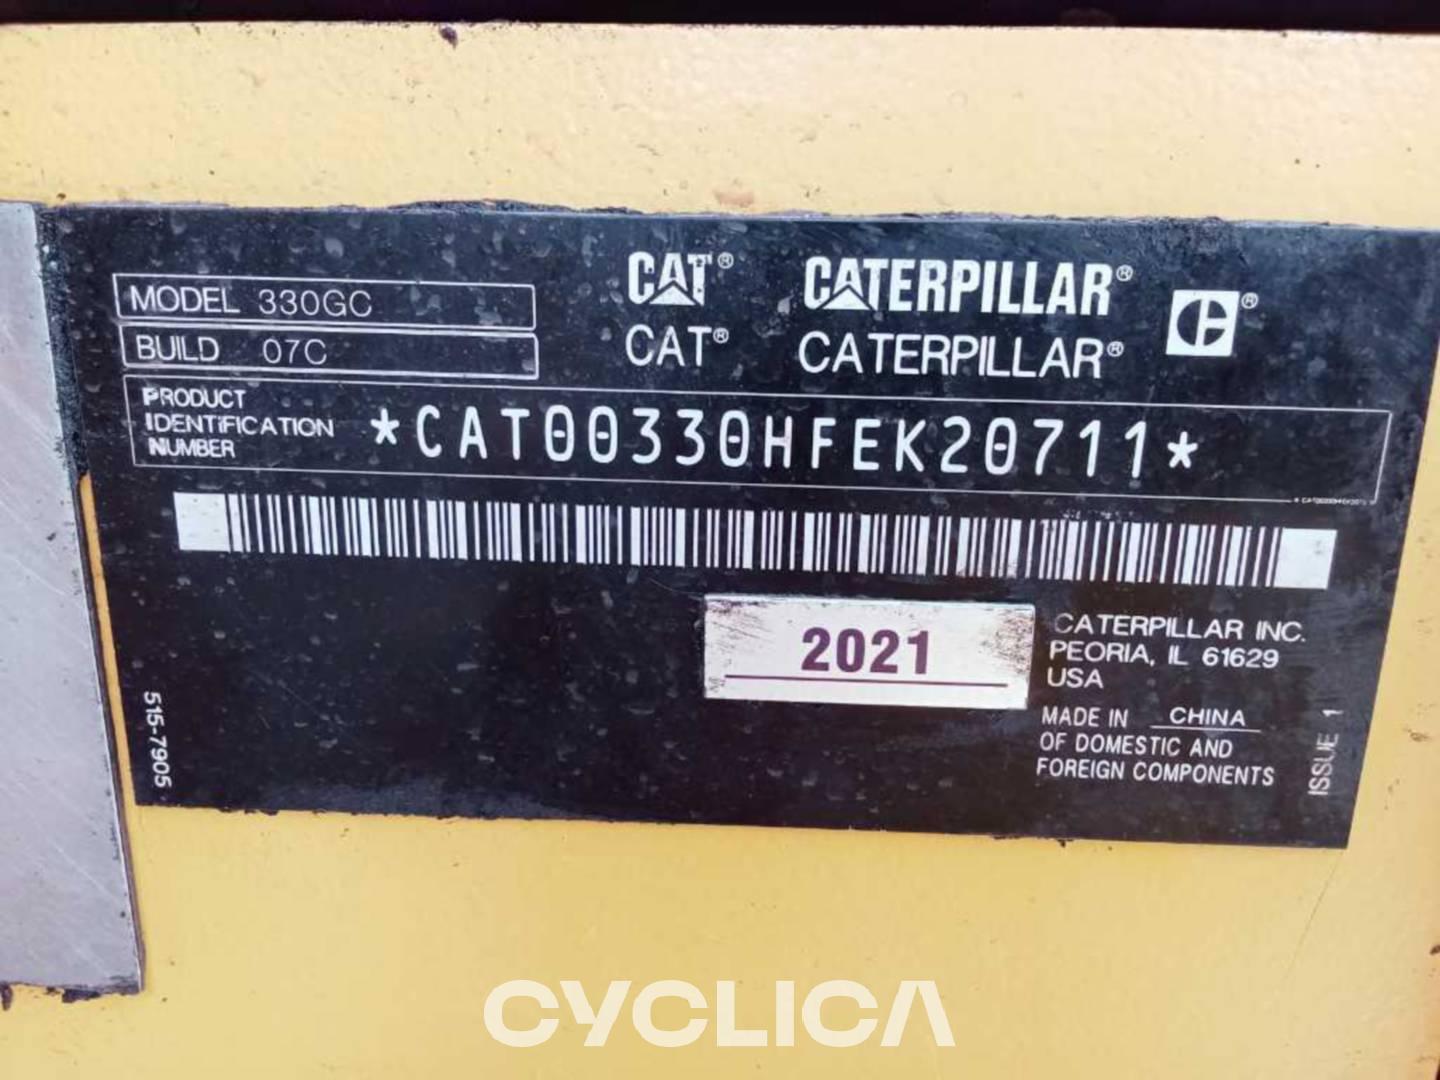 CAT® CATERPILLAR®
MODEL 330GC
CAT® CATERPILLAR®
BUILD 07C
PRODUCT
IDENTIFICATION
NUMBER
*CAT00330HFEK20711*
2021
CATERPILLAR INC.
PEORIA, IL 61629
USA
MADE IN CHINA
OF DOMESTIC AND
FOREIGN COMPONENTS
515-7905
ISSUE 1
CYCLICA